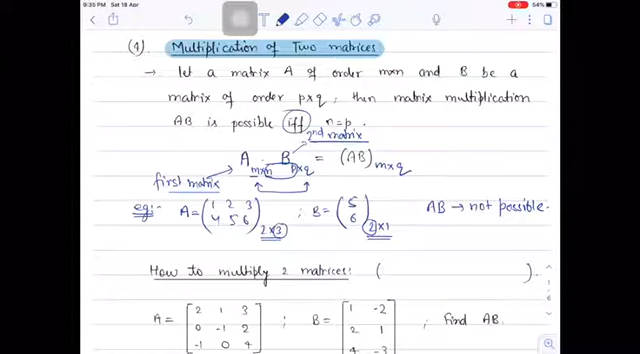 9:35 PM Sat 18 Apr
54%
(4) Multiplication of Two matrices
→ let a matrix A of order m×n and B be a
matrix of order p×q, then matrix multiplication
AB is possible iff n=p.
2nd matrix
A m×n . B p×q = (AB) m×q
first matrix
eg:- A = (1 2 3 ; B = (5 AB → not possible.
4 5 6) 2×3 6) 2×1
How to multiply 2 matrices: ( ).
A = [2 1 3 ; B = [1 -2 ; find AB.
0 -1 2 2 1
-1 0 4] 4 -3]